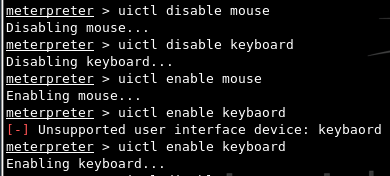 meterpreter > uictl disable mouse
Disabling mouse...
meterpreter > uictl disable keyboard
Disabling keyboard...
meterpreter > uictl enable mouse
Enabling mouse...
meterpreter > uictl enable keybaord
[-] Unsupported user interface device: keybaord
meterpreter > uictl enable keyboard
Enabling keyboard...